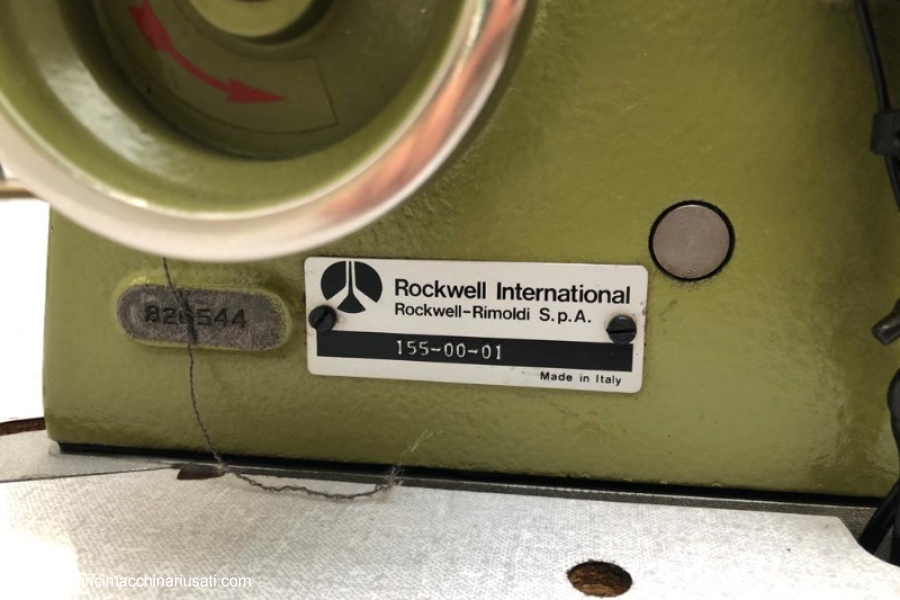 Rockwell International
Rockwell-Rimoldi S.p.A.
155-00-01
Made in Italy